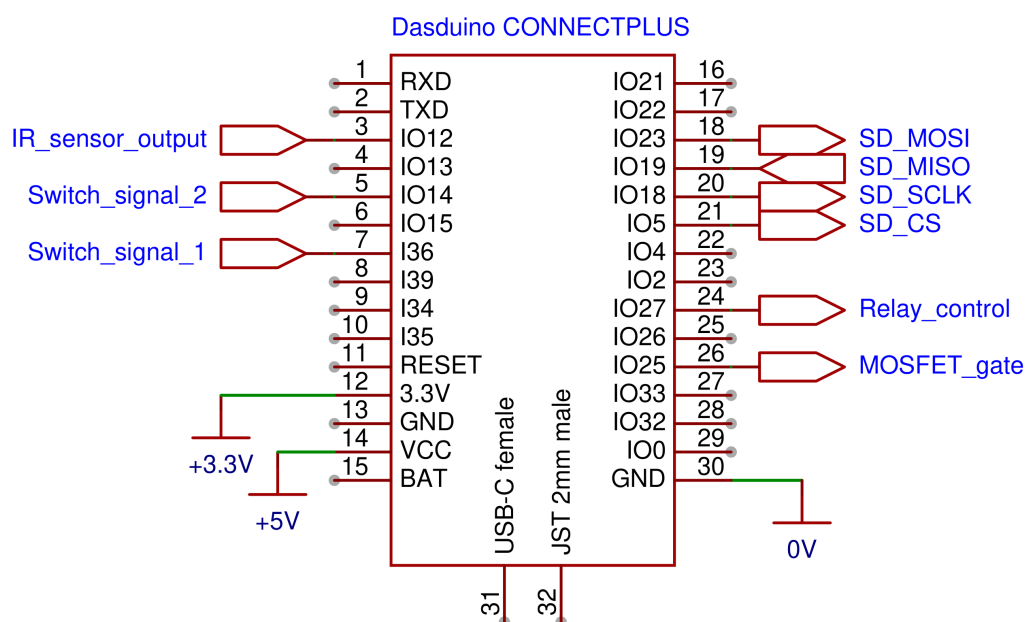 Dasduino CONNECTPLUS
1 RXD IO21 16
2 TXD IO22 17
IR_sensor_output 3 IO12 IO23 18 SD_MOSI
4 IO13 IO19 19 SD_MISO
Switch_signal_2 5 IO14 IO18 20 SD_SCLK
6 IO15 IO5 21 SD_CS
Switch_signal_1 7 I36 IO4 22
8 I39 IO2 23
9 I34 IO27 24 Relay_control
10 I35 IO26 25
11 RESET IO25 26 MOSFET_gate
12 3.3V IO33 27
13 GND IO32 28
14 VCC IO0 29
15 BAT GND 30
+3.3V
+5V
0V
USB-C female
JST 2mm male
31
32